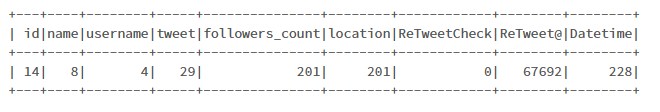 +---+----+--------+-----+---------------+--------+------------+--------+--------+
| id|name|username|tweet|followers_count|location|ReTweetCheck|ReTweet@|Datetime|
+---+----+--------+-----+---------------+--------+------------+--------+--------+
| 14|   8|       4|   29|            201|     201|           0|   67692|     228|
+---+----+--------+-----+---------------+--------+------------+--------+--------+